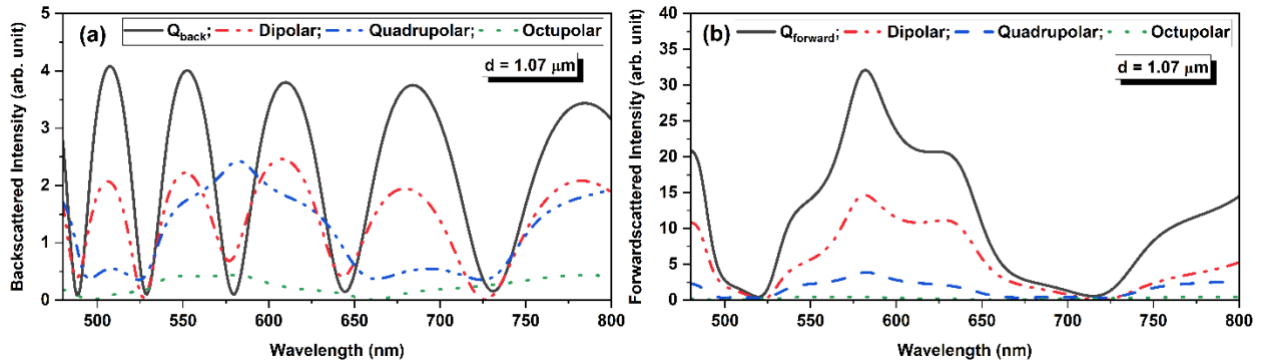 (a)
Q_back; Dipolar; Quadrupolar; Octupolar
d = 1.07 μm
Backscattered Intensity (arb. unit)
5
4
3
2
1
0
500
550
600
650
700
750
800
Wavelength (nm)
(b)
Q_forward; Dipolar; Quadrupolar; Octupolar
d = 1.07 μm
Forwardscattered Intensity (arb. unit)
40
35
30
25
20
15
10
5
0
500
550
600
650
700
750
800
Wavelength (nm)